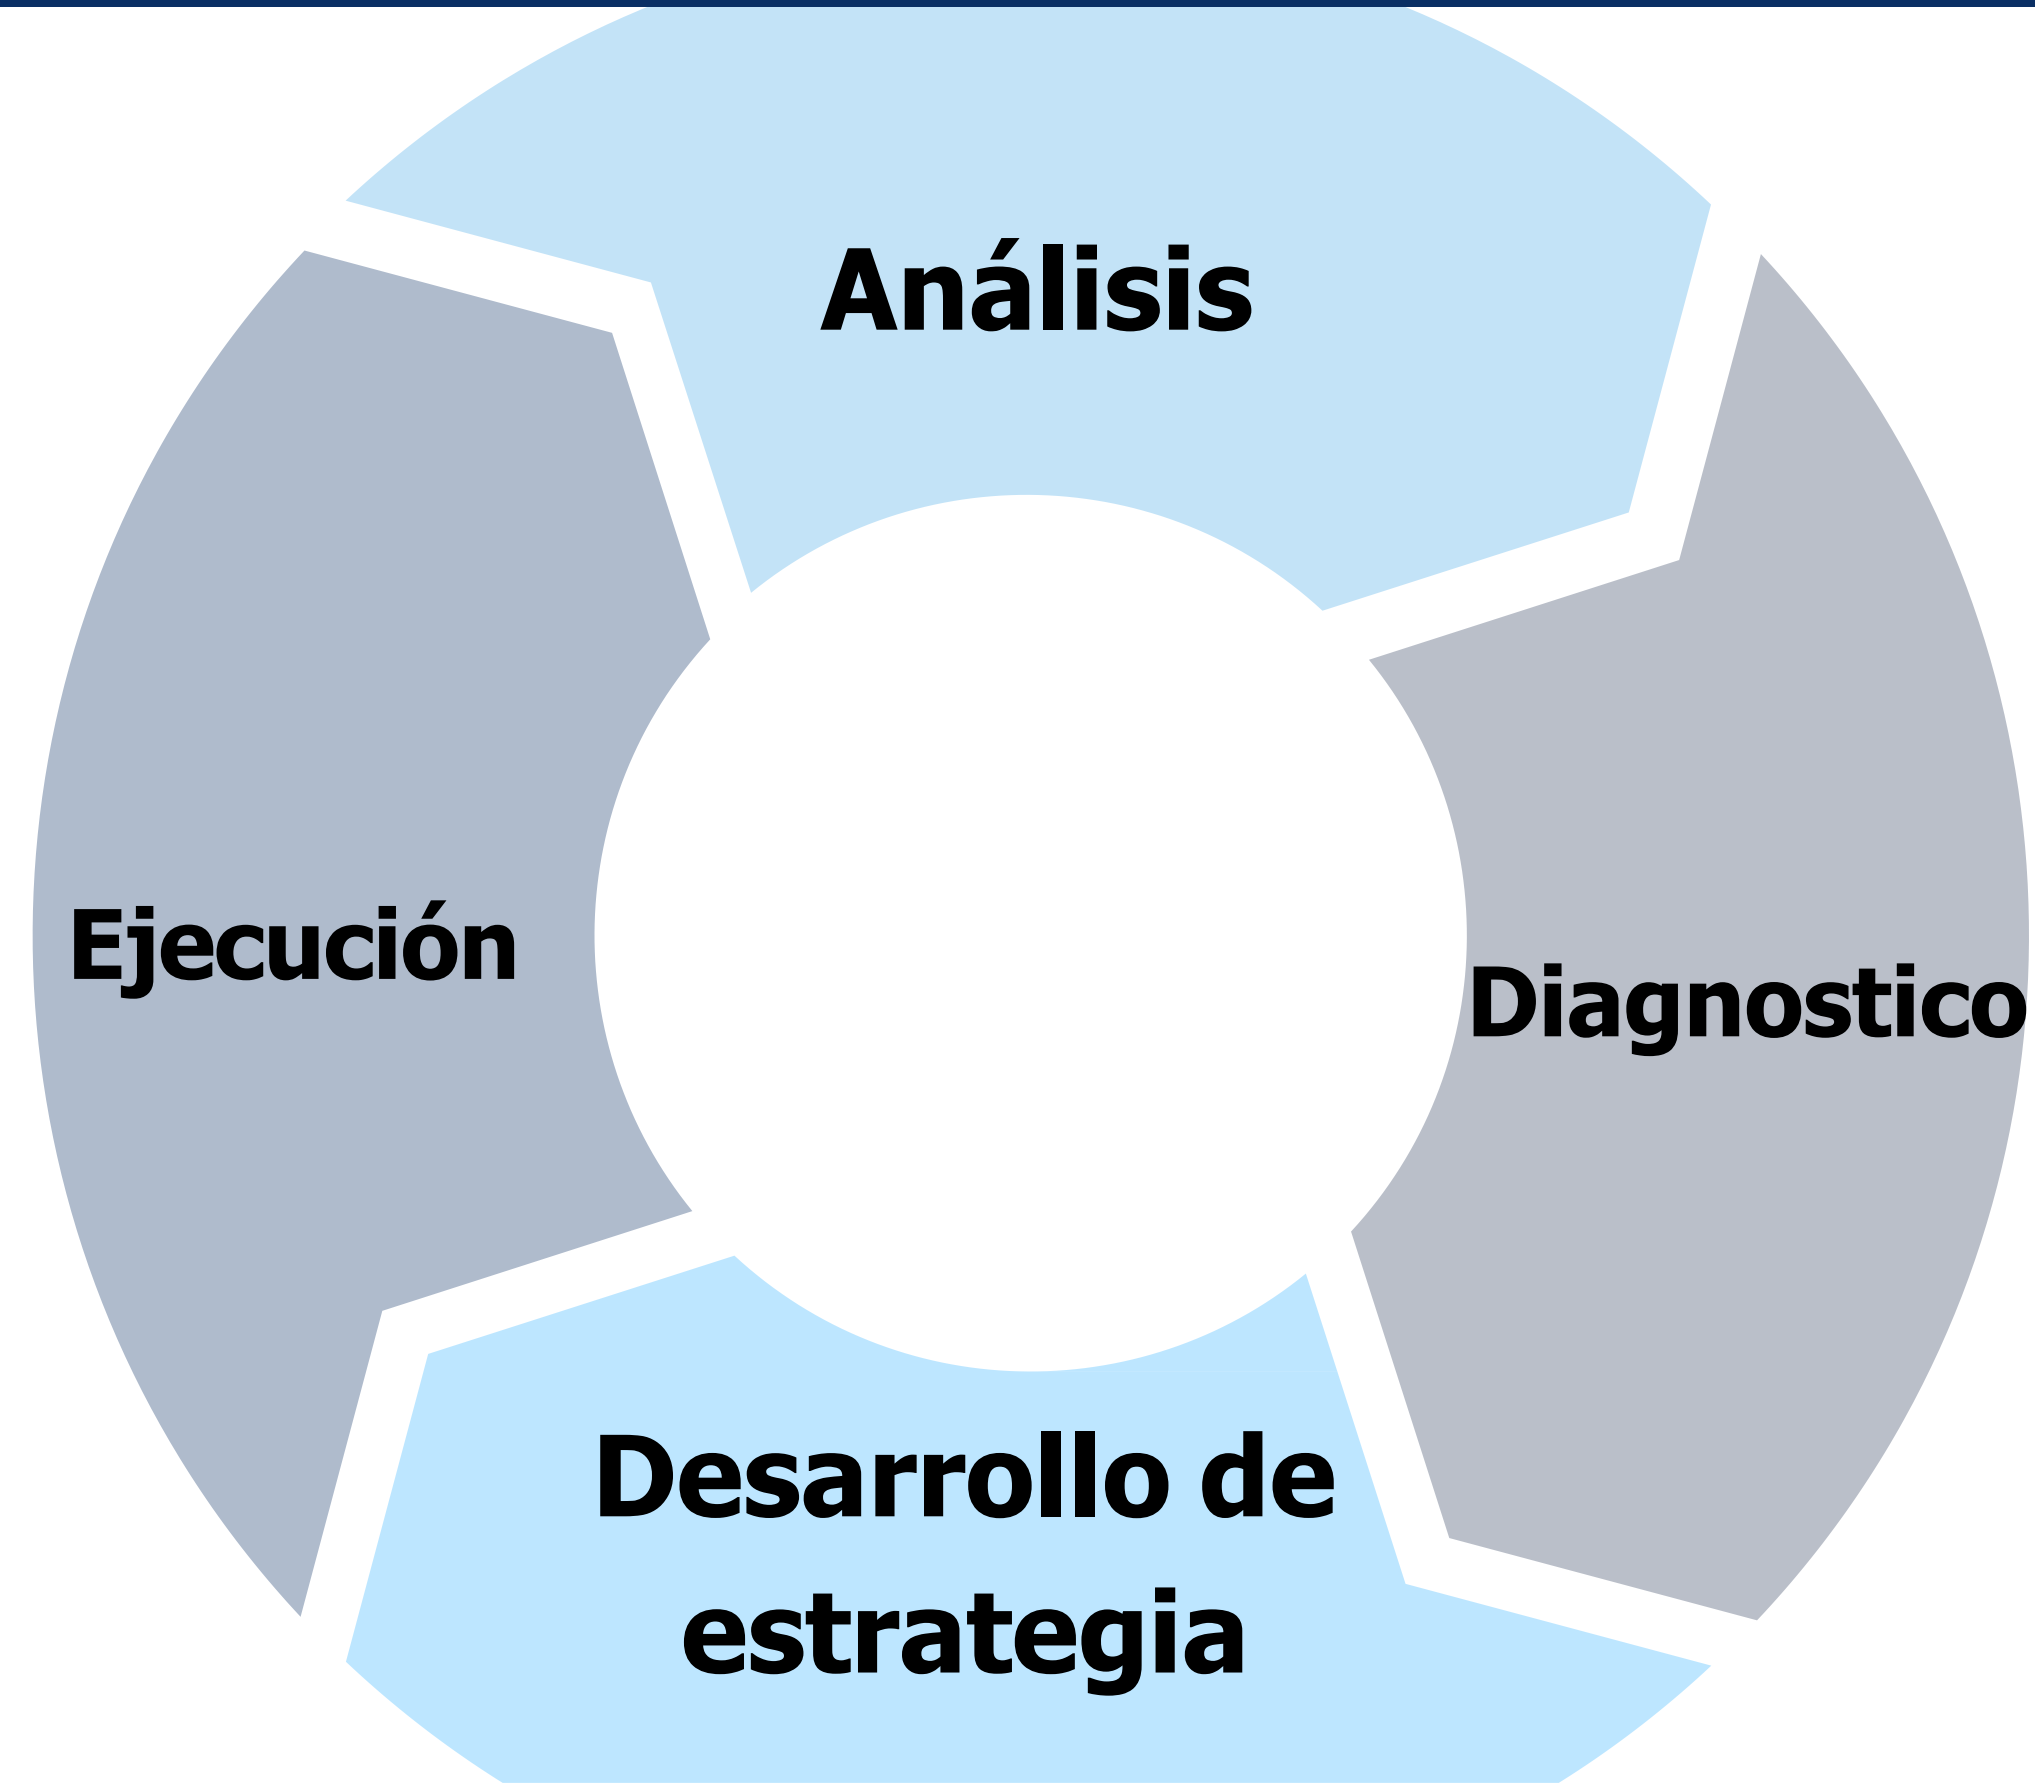 Análisis
Ejecución
Diagnostico
Desarrollo de
estrategia